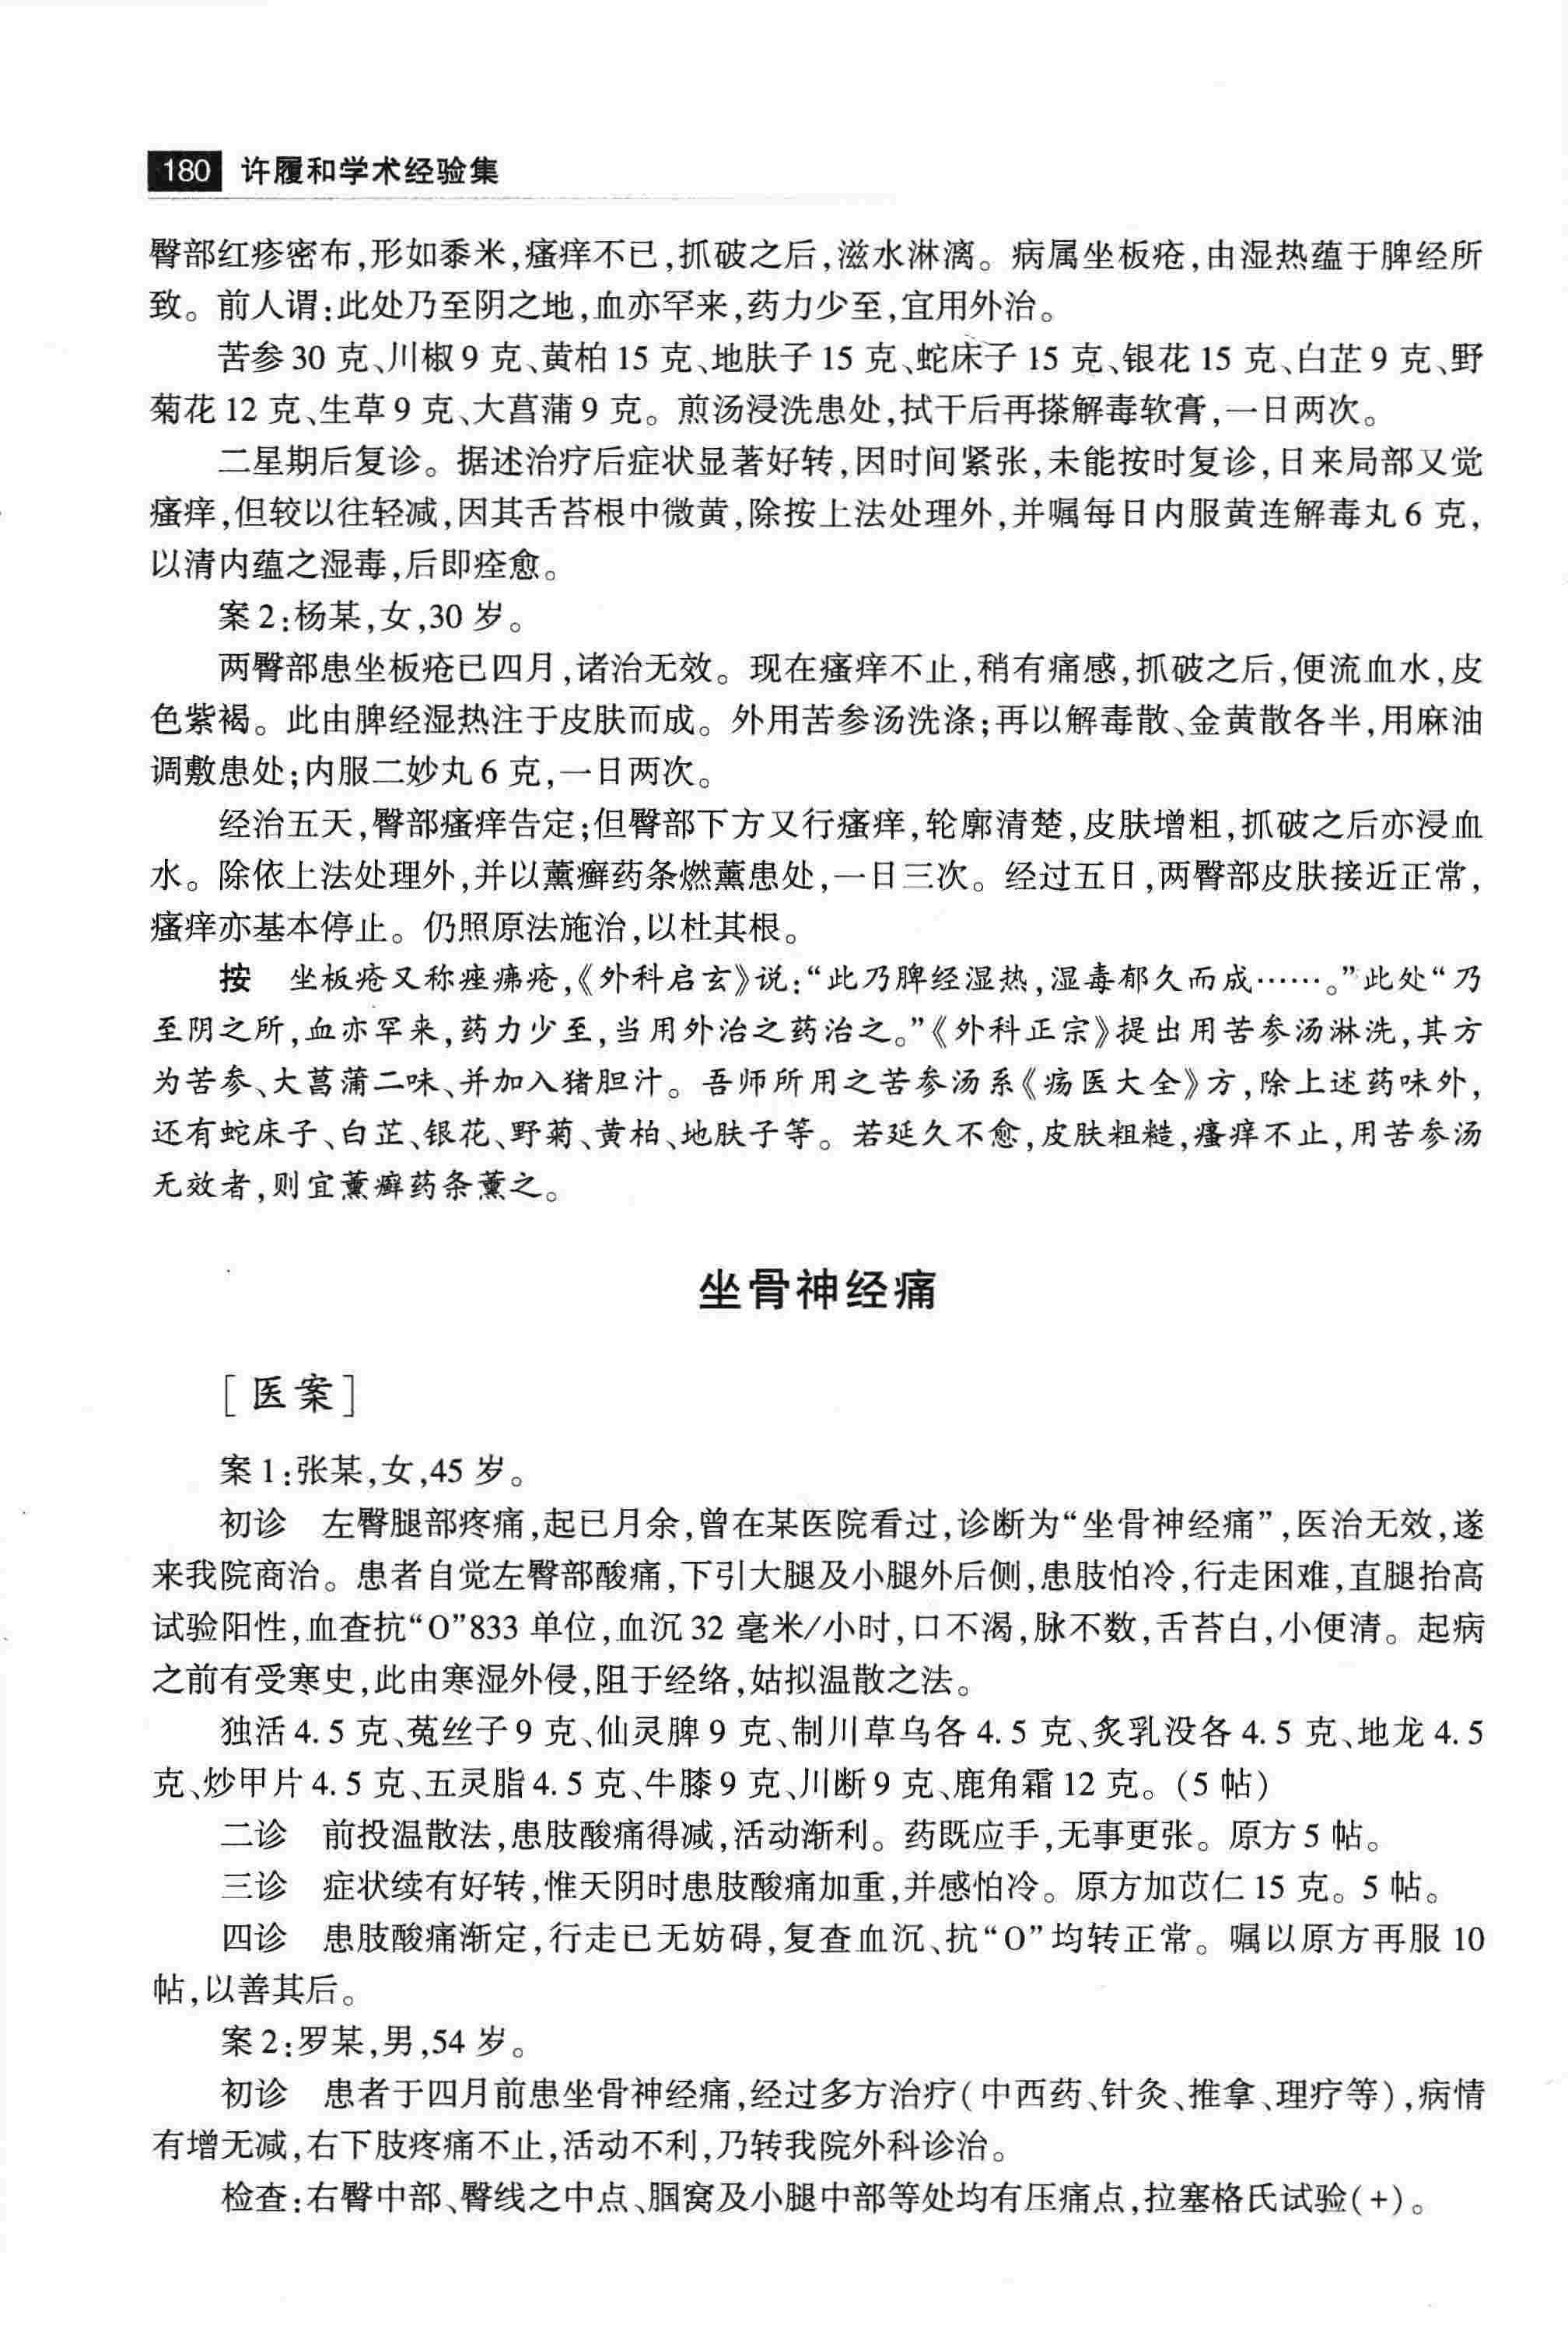 180 许履和学术经验集
臀部红疹密布,形如黍米,瘙痒不已,抓破之后,滋水淋漓。病属坐板疮,由湿热蕴于脾经所
致。前人谓:此处乃至阴之地,血亦罕来,药力少至,宜用外治。
苦参30克、川椒9克、黄柏15克、地肤子15克、蛇床子15克、银花15克、白芷9克、野
菊花12克、生草9克、大菖蒲9克。煎汤浸洗患处,拭干后再搽解毒软膏,一日两次。
二星期后复诊。据述治疗后症状显著好转,因时间紧张,未能按时复诊,日来局部又觉
瘙痒,但较以往轻减,因其舌苔根中微黄,除按上法处理外,并嘱每日内服黄连解毒丸6克,
以清内蕴之湿毒,后即痊愈。
案2:杨某,女,30岁。
两臀部患坐板疮已四月,诸治无效。现在瘙痒不止,稍有痛感,抓破之后,便流血水,皮
色紫褐。此由脾经湿热注于皮肤而成。外用苦参汤洗涤;再以解毒散、金黄散各半,用麻油
调敷患处;内服二妙丸6克,一日两次。
经治五天,臀部瘙痒告定;但臀部下方又行瘙痒,轮廓清楚,皮肤增粗,抓破之后亦浸血
水。除依上法处理外,并以薰癣药条燃薰患处,一日三次。经过五日,两臀部皮肤接近正常,
瘙痒亦基本停止。仍照原法施治,以杜其根。
按 坐板疮又称痤痱疮,《外科启玄》说:“此乃脾经湿热,湿毒郁久而成……。”此处“乃
至阴之所,血亦罕来,药力少至,当用外治之药治之。”《外科正宗》提出用苦参汤淋洗,其方
为苦参、大菖蒲二味、并加入猪胆汁。吾师所用之苦参汤系《疡医大全》方,除上述药味外,
还有蛇床子、白芷、银花、野菊、黄柏、地肤子等。若延久不愈,皮肤粗糙,瘙痒不止,用苦参汤
无效者,则宜薰癣药条薰之。
坐骨神经痛
[医案]
案1:张某,女,45岁。
初诊 左臀腿部疼痛,起已月余,曾在某医院看过,诊断为“坐骨神经痛”,医治无效,遂
来我院商治。患者自觉左臀部酸痛,下引大腿及小腿外后侧,患肢怕冷,行走困难,直腿抬高
试验阳性,血查抗“O”833单位,血沉32毫米/小时,口不渴,脉不数,舌苔白,小便清。起病
之前有受寒史,此由寒湿外侵,阻于经络,姑拟温散之法。
独活4.5克、菟丝子9克、仙灵脾9克、制川草乌各4.5克、炙乳没各4.5克、地龙4.5
克、炒甲片4.5克、五灵脂4.5克、牛膝9克、川断9克、鹿角霜12克。(5帖)
二诊 前投温散法,患肢酸痛得减,活动渐利。药既应手,无事更张。原方5帖。
三诊 症状续有好转,惟天阴时患肢酸痛加重,并感怕冷。原方加苡仁15克。5帖。
四诊 患肢酸痛渐定,行走已无妨碍,复查血沉、抗“O”均转正常。嘱以原方再服10
帖,以善其后。
案2:罗某,男,54岁。
初诊 患者于四月前患坐骨神经痛,经过多方治疗(中西药、针灸、推拿、理疗等),病情
有增无减,右下肢疼痛不止,活动不利,乃转我院外科诊治。
检查:右臀中部、臀线之中点、腘窝及小腿中部等处均有压痛点,拉塞格氏试验(+)。